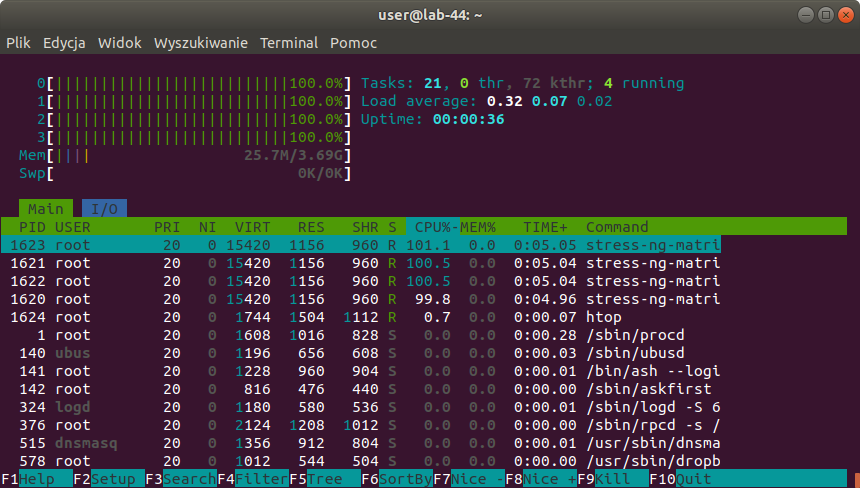 user@lab-44: ~
Plik Edycja Widok Wyszukiwanie Terminal Pomoc
0[||||||||||||||||||||||||||100.0%] Tasks: 21, 0 thr, 72 kthr; 4 running
1[||||||||||||||||||||||||||100.0%] Load average: 0.32 0.07 0.02
2[||||||||||||||||||||||||||100.0%] Uptime: 00:00:36
3[||||||||||||||||||||||||||100.0%]
Mem[|||| 25.7M/3.69G]
Swp[ 0K/0K]
Main I/O
PID USER PRI NI VIRT RES SHR S CPU%-MEM% TIME+ Command
1623 root 20 0 15420 1156 960 R 101.1 0.0 0:05.05 stress-ng-matri
1621 root 20 0 15420 1156 960 R 100.5 0.0 0:05.04 stress-ng-matri
1622 root 20 0 15420 1156 960 R 100.5 0.0 0:05.04 stress-ng-matri
1620 root 20 0 15420 1156 960 R 99.8 0.0 0:04.96 stress-ng-matri
1624 root 20 0 1744 1504 1112 R 0.7 0.0 0:00.07 htop
1 root 20 0 1608 1016 828 S 0.0 0.0 0:00.28 /sbin/procd
140 ubus 20 0 1196 656 608 S 0.0 0.0 0:00.03 /sbin/ubusd
141 root 20 0 1228 960 904 S 0.0 0.0 0:00.01 /bin/ash --logi
142 root 20 0 816 476 440 S 0.0 0.0 0:00.00 /sbin/askfirst
324 logd 20 0 1180 580 536 S 0.0 0.0 0:00.01 /sbin/logd -S 6
376 root 20 0 2124 1208 1012 S 0.0 0.0 0:00.00 /sbin/rpcd -s /
515 dnsmasq 20 0 1356 912 804 S 0.0 0.0 0:00.01 /usr/sbin/dnsma
578 root 20 0 1012 544 504 S 0.0 0.0 0:00.00 /usr/sbin/dropb
F1Help F2Setup F3SearchF4FilterF5Tree F6SortByF7Nice -F8Nice +F9Kill F10Quit